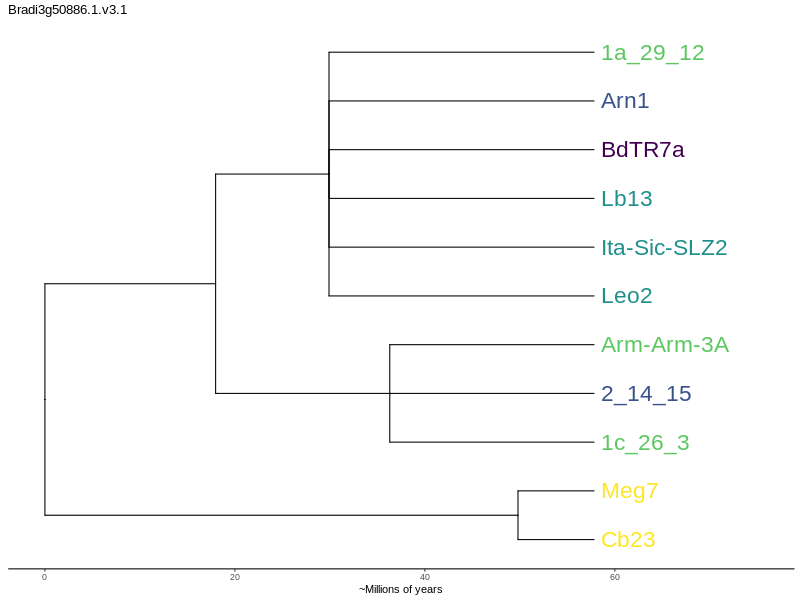 Bradi3g50886.1.v3.1
1a_29_12
Arn1
BdTR7a
Lb13
Ita-Sic-SLZ2
Leo2
Arm-Arm-3A
2_14_15
1c_26_3
Meg7
Cb23
0 20 40 60
~Millions of years